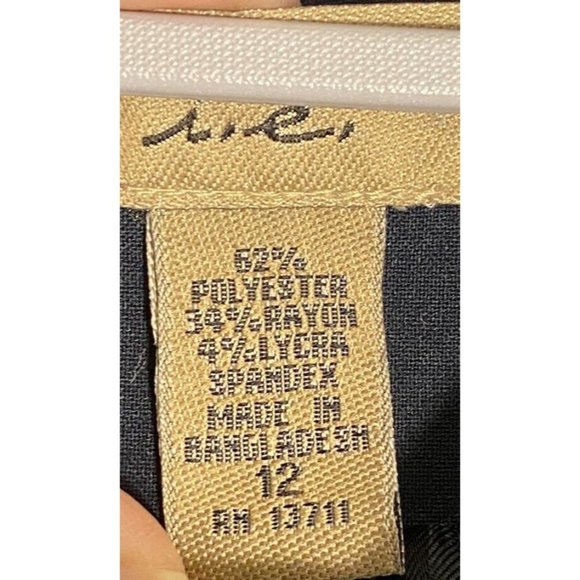 i.e.
62%
POLYESTER
34% RAYON
4% LYCRA
SPANDEX
MADE IN
BANGLADESH
12
RN 13711